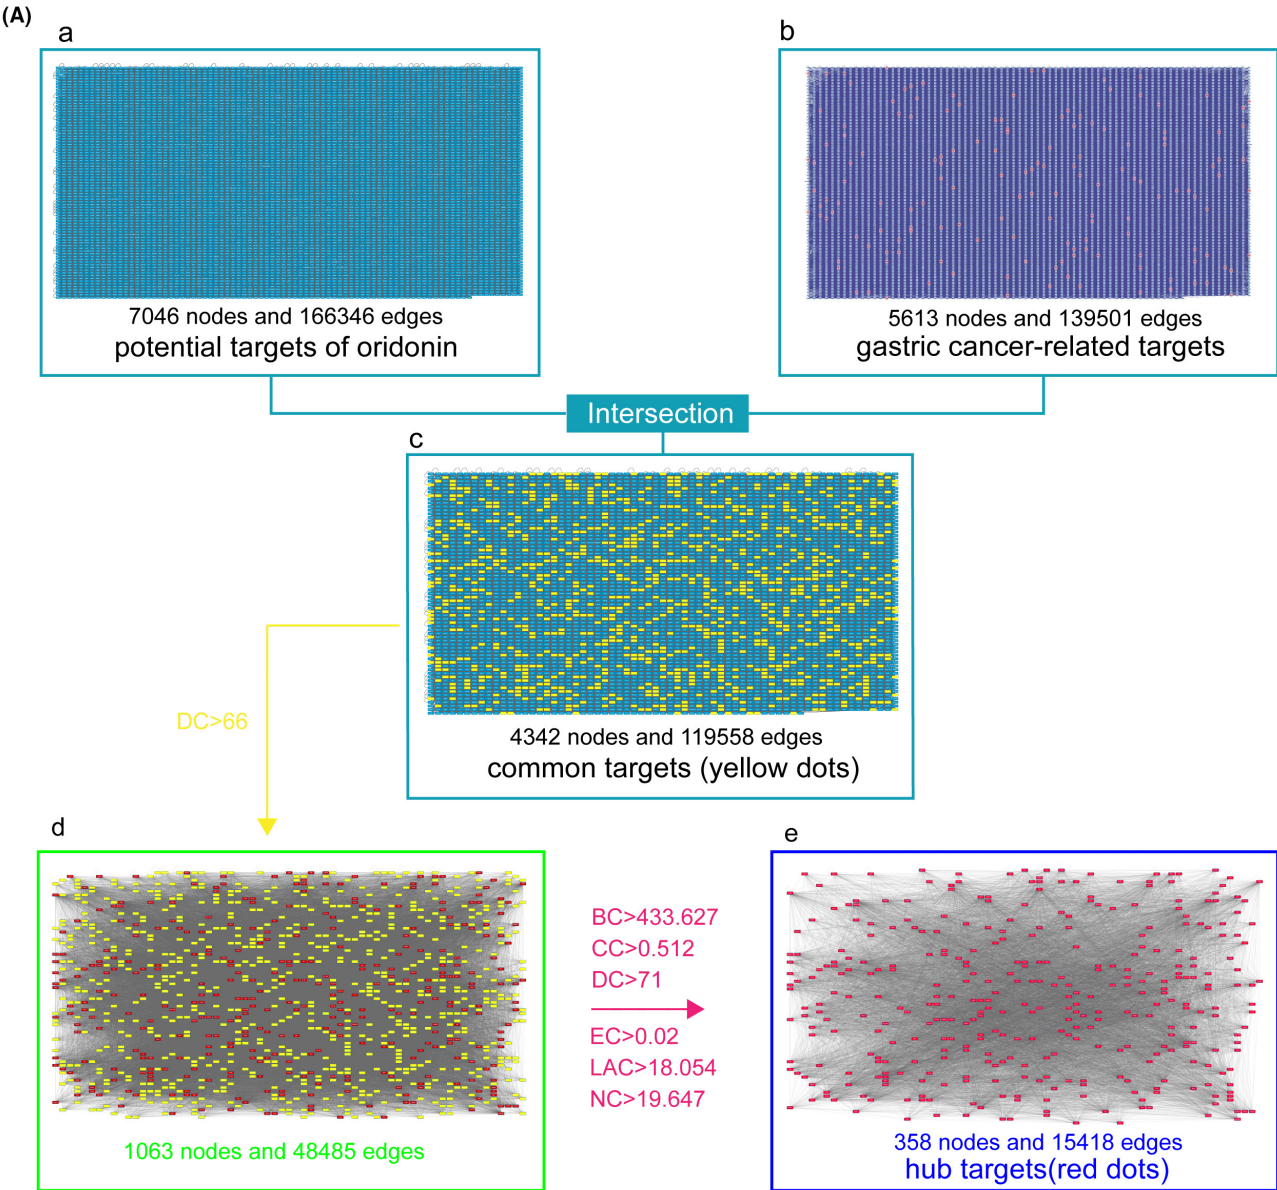 (A)
a
7046 nodes and 166346 edges
potential targets of oridonin
b
5613 nodes and 139501 edges
gastric cancer-related targets
Intersection
c
4342 nodes and 119558 edges
common targets (yellow dots)
DC>66
d
1063 nodes and 48485 edges
BC>433.627
CC>0.512
DC>71
EC>0.02
LAC>18.054
NC>19.647
e
358 nodes and 15418 edges
hub targets(red dots)